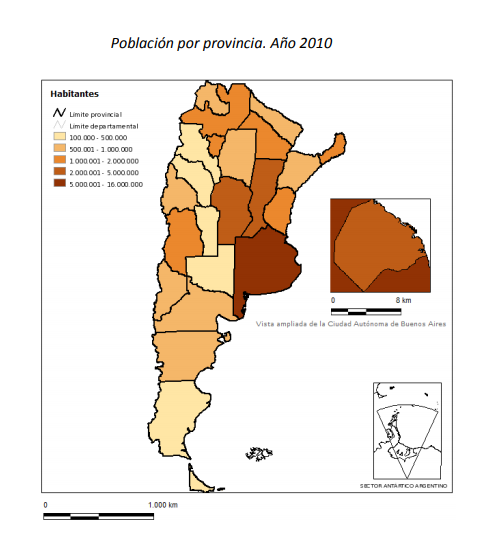 Población por provincia. Año 2010
Habitantes
Límite provincial
Límite departamental
100.000 - 500.000
500.001 - 1.000.000
1.000.001 - 2.000.000
2.000.001 - 5.000.000
5.000.001 - 16.000.000
0 8 km
Vista ampliada de la Ciudad Autónoma de Buenos Aires
SECTOR ANTÁRTICO ARGENTINO
0 1.000 km